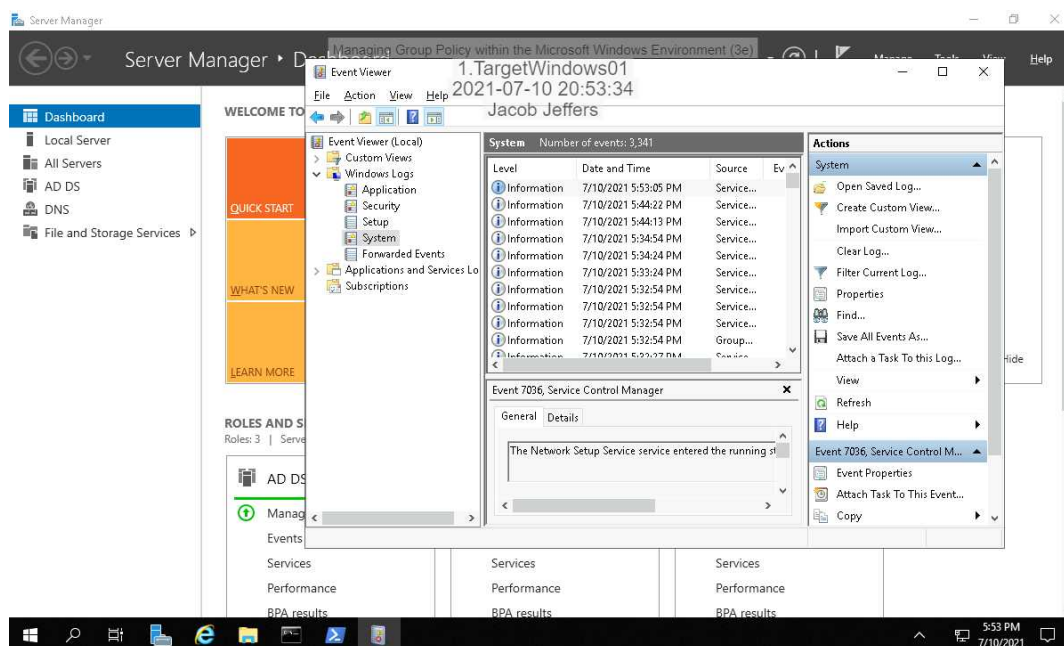 Server Manager
Server Manager • Dashboard
Managing Group Policy within the Microsoft Windows Environment (3e)
1.TargetWindows01
2021-07-10 20:53:34
Jacob Jeffers
Manage Tools View Help
Dashboard
Local Server
All Servers
AD DS
DNS
File and Storage Services
WELCOME TO
QUICK START
WHAT'S NEW
LEARN MORE
Hide
ROLES AND S
Roles: 3 | Serve
AD DS
Manag
Events
Services
Performance
BPA results
Services
Performance
BPA results
Services
Performance
BPA results
Event Viewer
File Action View Help
Event Viewer (Local)
Custom Views
Windows Logs
Application
Security
Setup
System
Forwarded Events
Applications and Services Lo
Subscriptions
System Number of events: 3,341
Level Date and Time Source Ev
Information 7/10/2021 5:53:05 PM Service...
Information 7/10/2021 5:44:22 PM Service...
Information 7/10/2021 5:44:13 PM Service...
Information 7/10/2021 5:34:54 PM Service...
Information 7/10/2021 5:34:24 PM Service...
Information 7/10/2021 5:33:24 PM Service...
Information 7/10/2021 5:32:54 PM Service...
Information 7/10/2021 5:32:54 PM Service...
Information 7/10/2021 5:32:54 PM Service...
Information 7/10/2021 5:32:54 PM Group...
Information 7/10/2021 5:32:27 PM Service
Event 7036, Service Control Manager
General Details
The Network Setup Service service entered the running st
Actions
System
Open Saved Log...
Create Custom View...
Import Custom View...
Clear Log...
Filter Current Log...
Properties
Find...
Save All Events As...
Attach a Task To this Log...
View
Refresh
Help
Event 7036, Service Control M...
Event Properties
Attach Task To This Event...
Copy
5:53 PM
7/10/2021